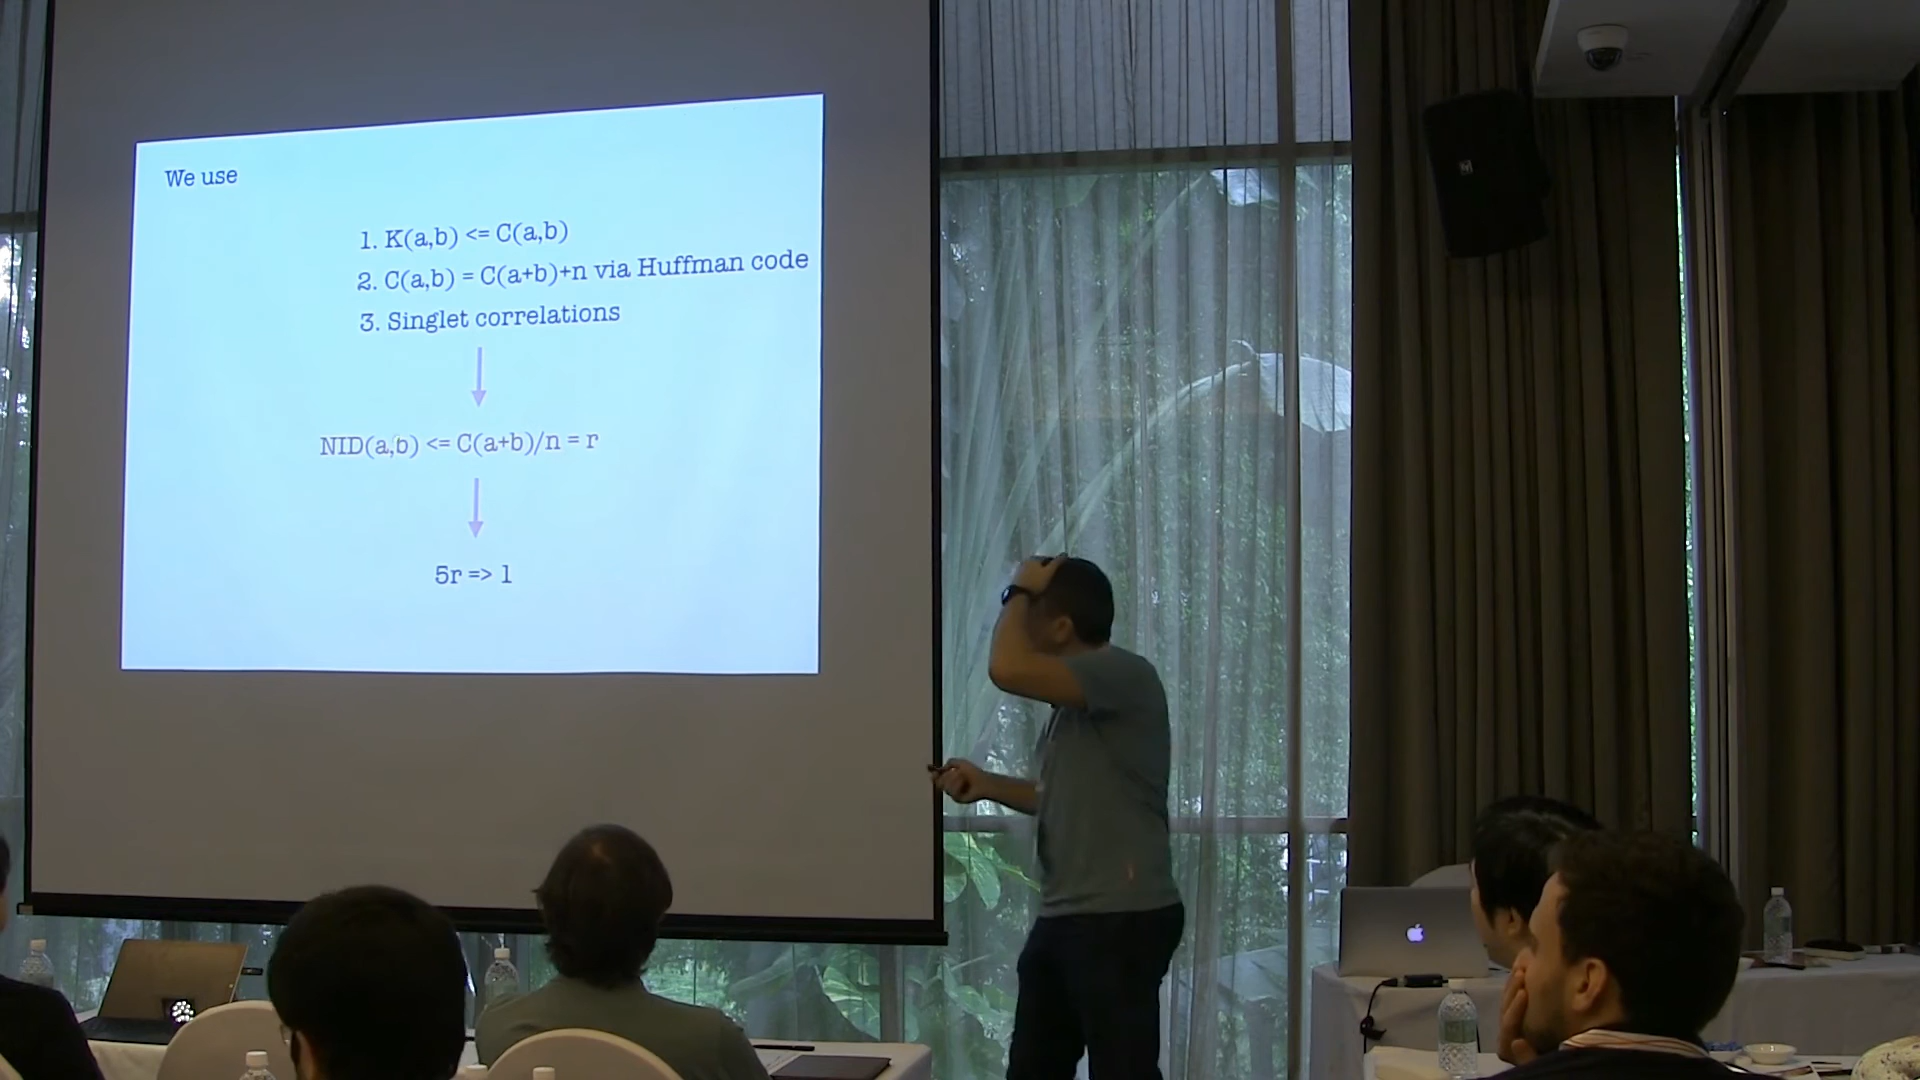 We use
1. K(a,b) <= C(a,b)
2. C(a,b) = C(a+b)+n via Huffman code
3. Singlet correlations
NID(a,b) <= C(a+b)/n = r
5r => 1